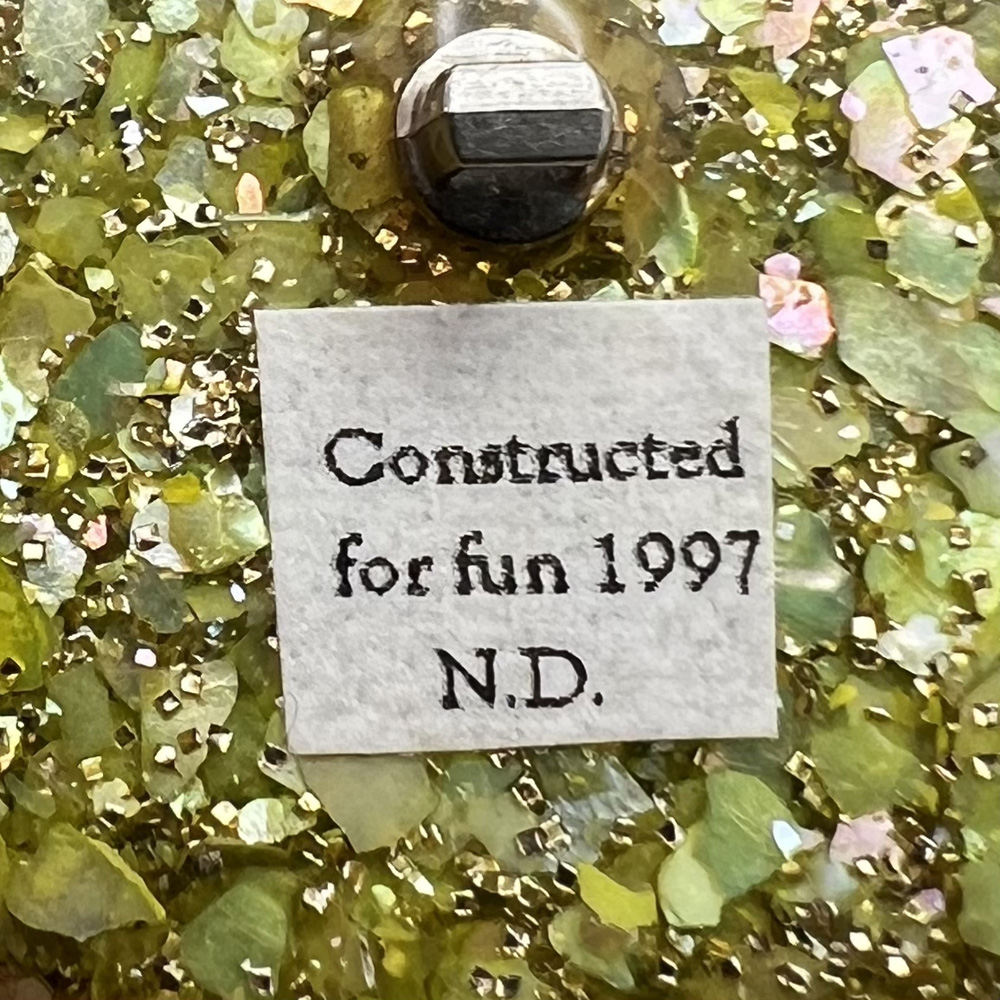 Constructed
for fun 1997
N.D.